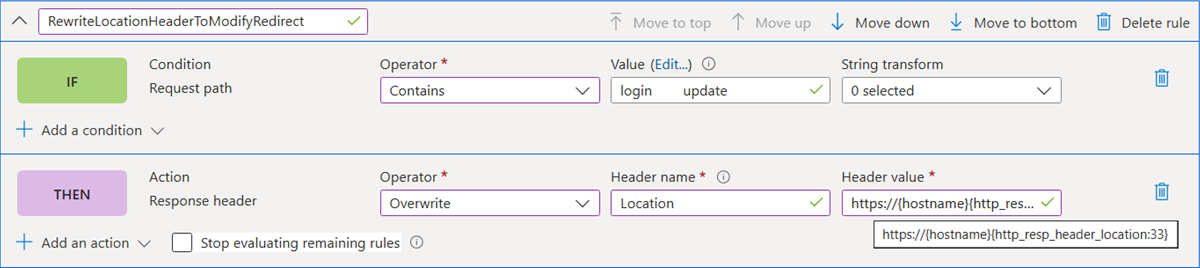 RewriteLocationHeaderToModifyRedirect Move to top Move up Move down Move to bottom Delete rule
IF
Condition
Request path
Operator *
Contains
Value (Edit...)
login update
String transform
0 selected
Add a condition
THEN
Action
Response header
Operator *
Overwrite
Header name *
Location
Header value *
https://{hostname}{http_res...
https://{hostname}{http_resp_header_location:33}
Add an action Stop evaluating remaining rules